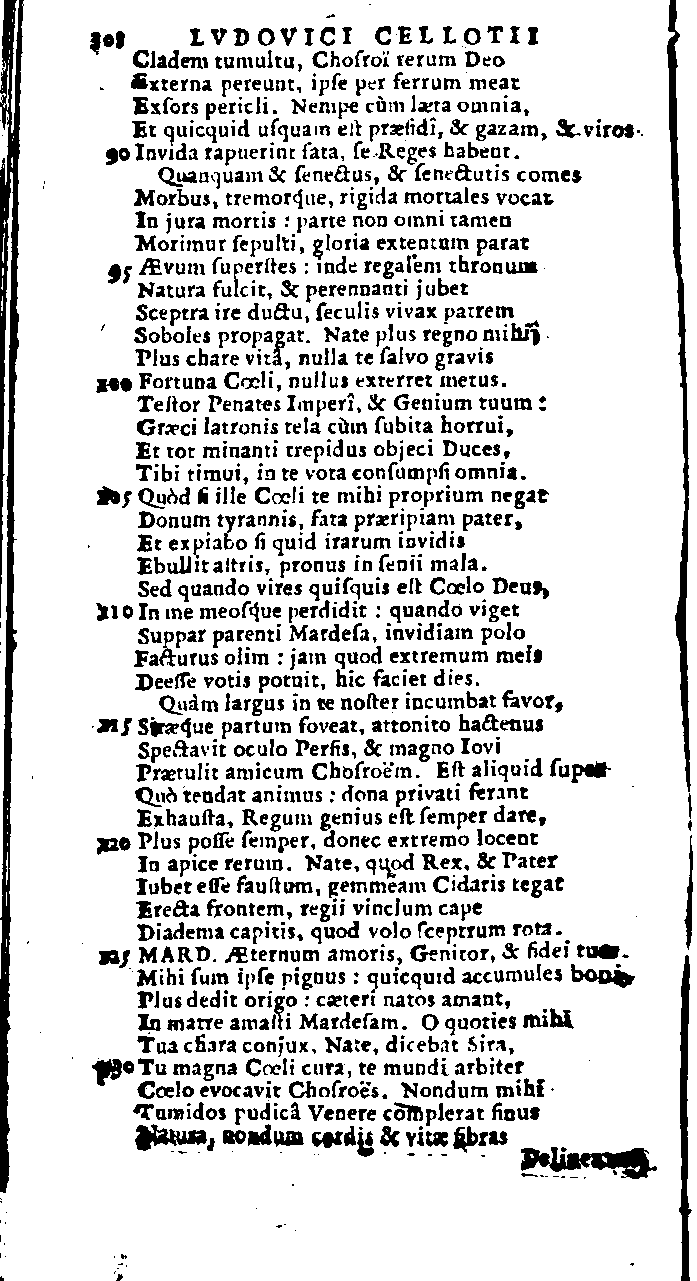 308 LVDOVICI CELLOTII
Cladem tumultu, Choſroï rerum Deo
Externa pereunt, ipſe per ferrum meat
Exſors pericli. Nempe cùm læta omnia,
Et quicquid uſquam eſt præſidî, & gazam, & viros
90 Invida rapuerint fata, ſe Reges habent.
Quanquam & ſenectus, & ſenectutis comes
Morbus, tremorque, rigida mortales vocat
In jura mortis : parte non omni tamen
Morimur ſepulti, gloria extentum parat
95 Ævum ſuperſtes : inde regalem thronum
Natura fulcit, & perennanti jubet
Sceptra ire ductu, ſeculis vivax patrem
Soboles propagat. Nate plus regno mihi
Plus chare vitâ, nulla te ſalvo gravis
200 Fortuna Cœli, nullus exterret metus.
Teſtor Penates Imperî, & Genium tuum :
Græci latronis tela cùm ſubita horrui,
Et tot minanti trepidus objeci Duces,
Tibi timui, in te vota conſumpſi omnia.
205 Quòd ſi ille Cœli te mihi proprium negat
Donum tyrannis, fata præripiam pater,
Et expiabo ſi quid irarum invidis
Ebullit aſtris, pronus in ſenii mala.
Sed quando vires quiſquis eſt Cœlo Deus,
210 In me meoſque perdidit : quando viget
Suppar parenti Mardeſa, invidiam polo
Facturus olim : jam quod extremum meis
Deeſſe votis potuit, hic faciet dies.
Quàm largus in te noſter incumbat favor,
215 Siræque partum foveat, attonito hactenus
Spectavit oculo Perſis, & magno Iovi
Prætulit amicum Choſroëm. Eſt aliquid ſuper
Quò tendat animus : dona privati ferant
Exhauſta, Regum genius eſt ſemper dare,
220 Plus poſſe ſemper, donec extremo locent
In apice rerum. Nate, quod Rex, & Pater
Iubet eſſe fauſtum, gemmeam Cidaris tegat
Erecta frontem, regii vinclum cape
Diadema capitis, quod volo ſceptrum rota.
225 MARD. Æternum amoris, Genitor, & fidei tuæ
Mihi ſum ipſe pignus : quicquid accumules bonis
Plus dedit origo : cæteri natos amant,
In matre amaſti Mardeſam. O quoties mihi
Tua chara conjux, Nate, dicebat Sira,
230 Tu magna Cœli cura, te mundi arbiter
Cœlo evocavit Choſroës. Nondum mihi
Tumidos pudicâ Venere complerat ſinus
Natura, nondum cordis & vitæ fibras